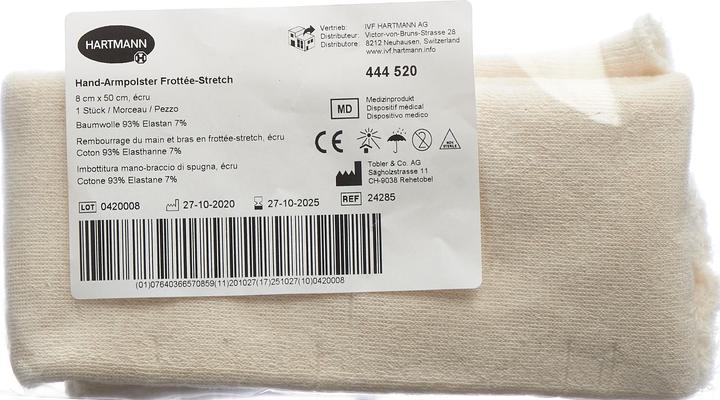 HARTMANN
Vertrieb: IVF HARTMANN AG
Distributeur: Victor-von-Bruns-Strasse 28
Distributore: 8212 Neuhausen, Switzerland
www.ivf.hartmann.info
Hand-Armpolster Frottée-Stretch
444 520
8 cm x 50 cm, écru
1 Stück / Morceau / Pezzo
Baumwolle 93% Elastan 7%
MD
Medizinprodukt
Dispositif médical
Dispositivo medico
Rembourrage du main et bras en frottée-stretch, écru
Coton 93% Elasthanne 7%
CE
NON
STERILE
Imbottitura mano-braccio di spugna, écru
Cotone 93% Elastane 7%
Tobler & Co. AG
Sägholzstrasse 11
CH-9038 Rehetobel
LOT 0420008 27-10-2020 27-10-2025 REF 24285
(01)07640366570859(11)201027(17)251027(10)0420008